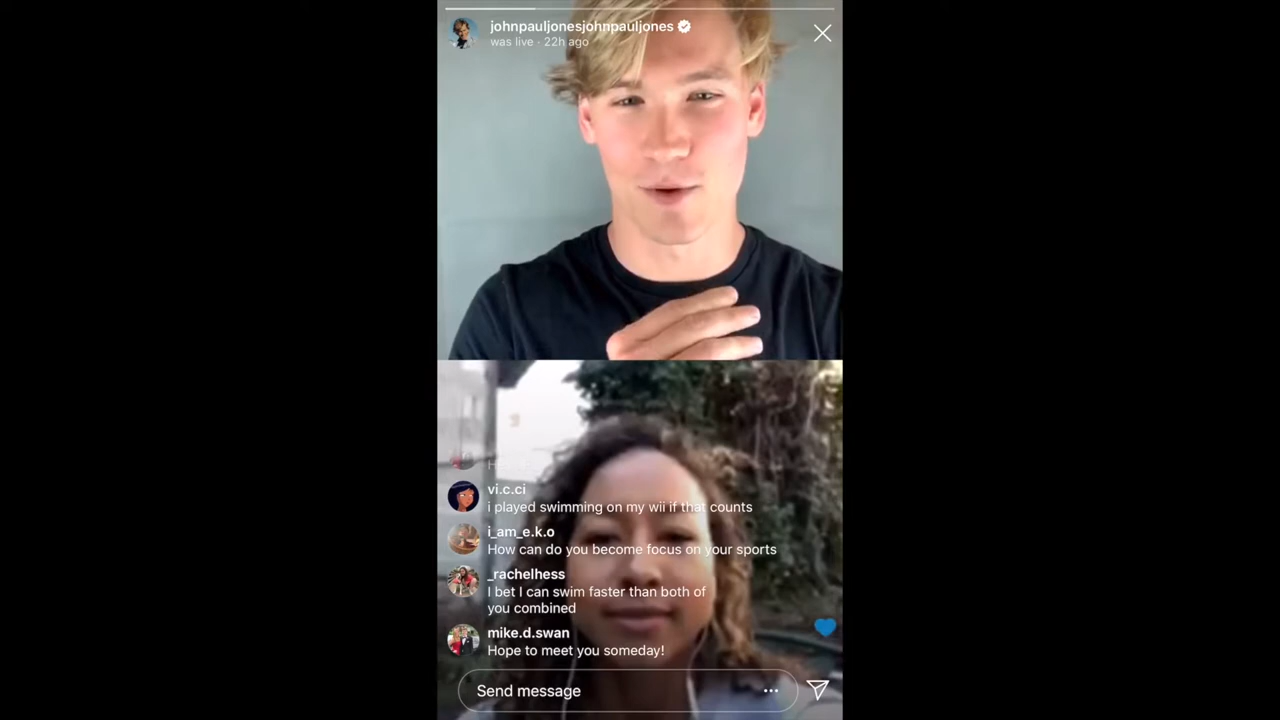 johnpauljonesjohnpauljones
was live · 22h ago
vi.c.ci
i played swimming on my wii if that counts
i_am_e.k.o
How can do you become focus on your sports
_rachelhess
I bet I can swim faster than both of
you combined
mike.d.swan
Hope to meet you someday!
Send message